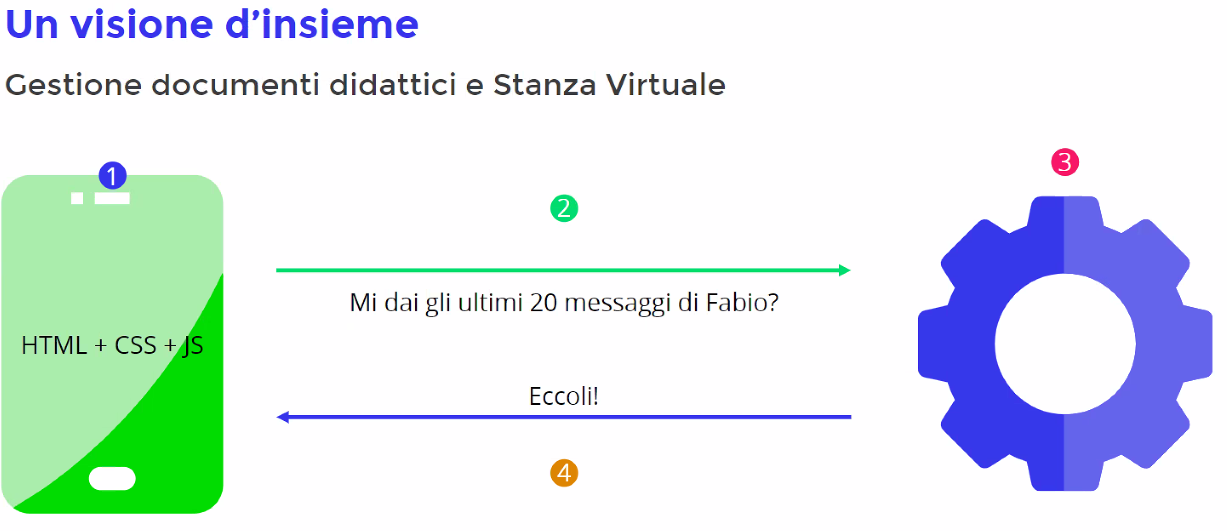 Un visione d’insieme
Gestione documenti didattici e Stanza Virtuale
1
3
2
Mi dai gli ultimi 20 messaggi di Fabio?
HTML + CSS + JS
Eccoli!
4